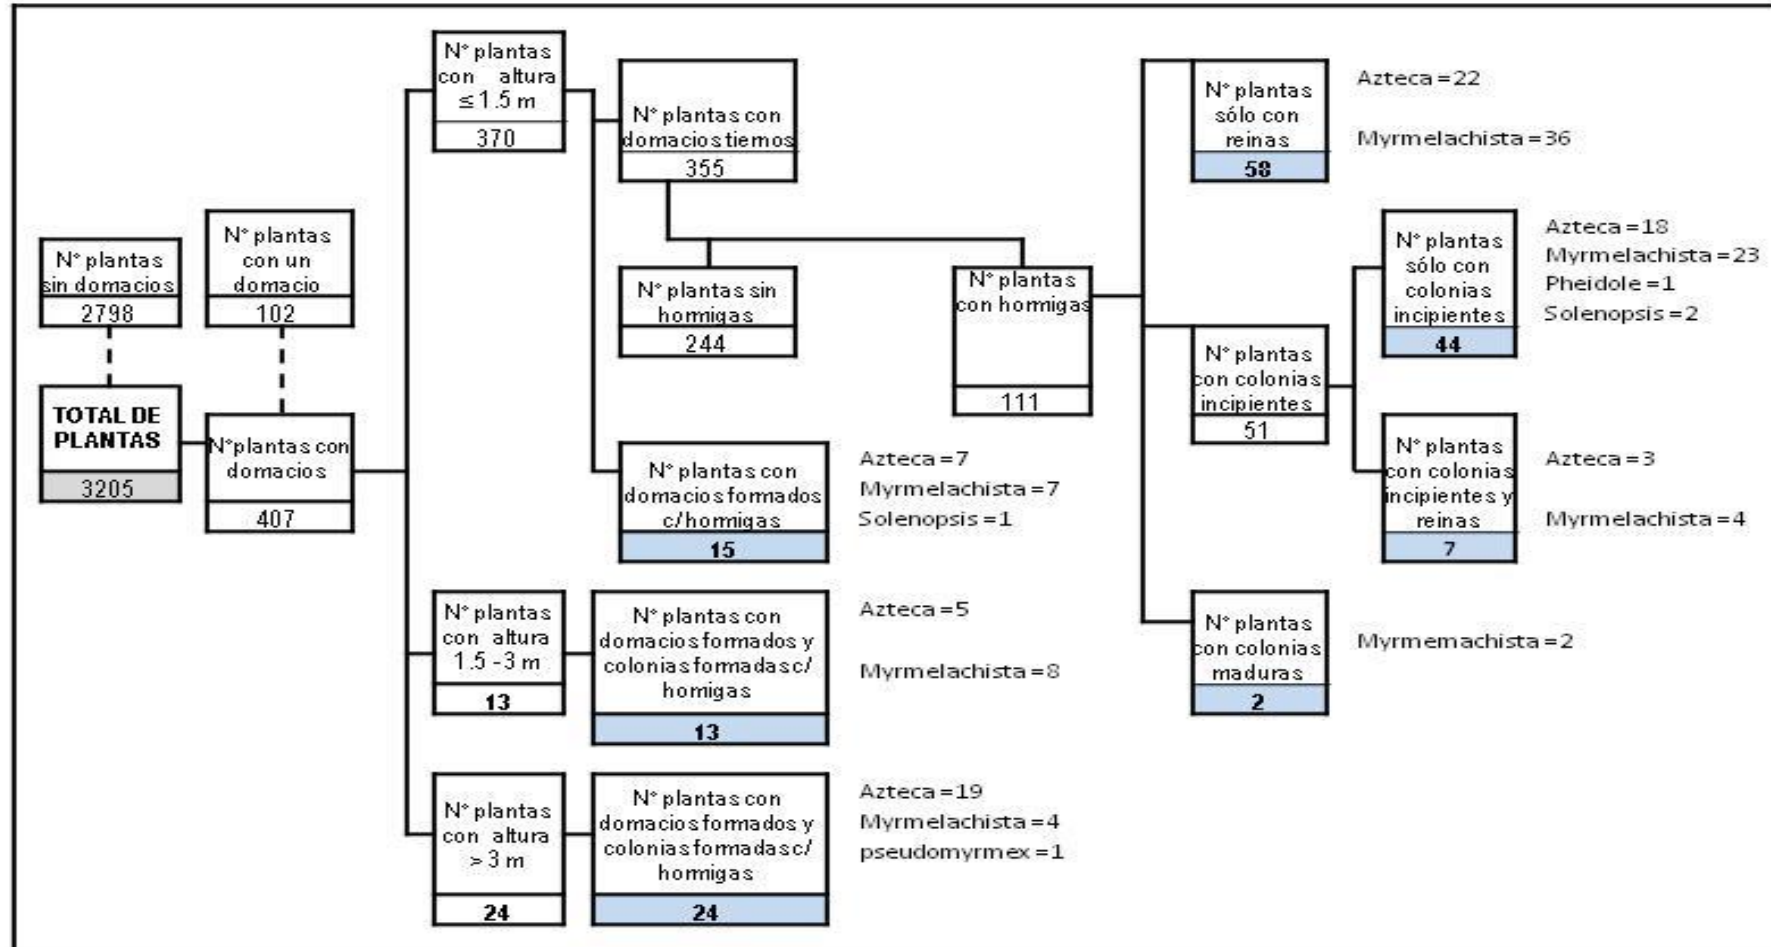 N° plantas
sin domacios
2798
N° plantas
con un
domacio
102
TOTAL DE
PLANTAS
3205
N°plantas con
domacios
407
N° plantas
con altura
≤ 1.5 m
370
N° plantas con
domacios tiernos
355
N° plantas sin
hormigas
244
N° plantas
con hormigas
111
N° plantas con
domacios formados
c/ hormigas
15
Azteca =7
Myrmelachista =7
Solenopsis =1
N° plantas
con altura
1.5 -3 m
13
N° plantas con
domacios formados y
colonias formadas c/
homigas
13
Azteca =5
Myrmelachista =8
N° plantas
con altura
> 3 m
24
N° plantas con
domacios formados y
colonias formadas c/
hormigas
24
Azteca =19
Myrmelachista =4
pseudomyrmex =1
N° plantas
sólo con
reinas
58
Azteca =22
Myrmelachista =36
N° plantas
con colonias
incipientes
51
N° plantas
sólo con
colonias
incipientes
44
Azteca =18
Myrmelachista =23
Pheidole =1
Solenopsis =2
N° plantas
con colonias
incipientes y
reinas
7
Azteca =3
Myrmelachista =4
N° plantas
con colonias
maduras
2
Myrmemachista =2